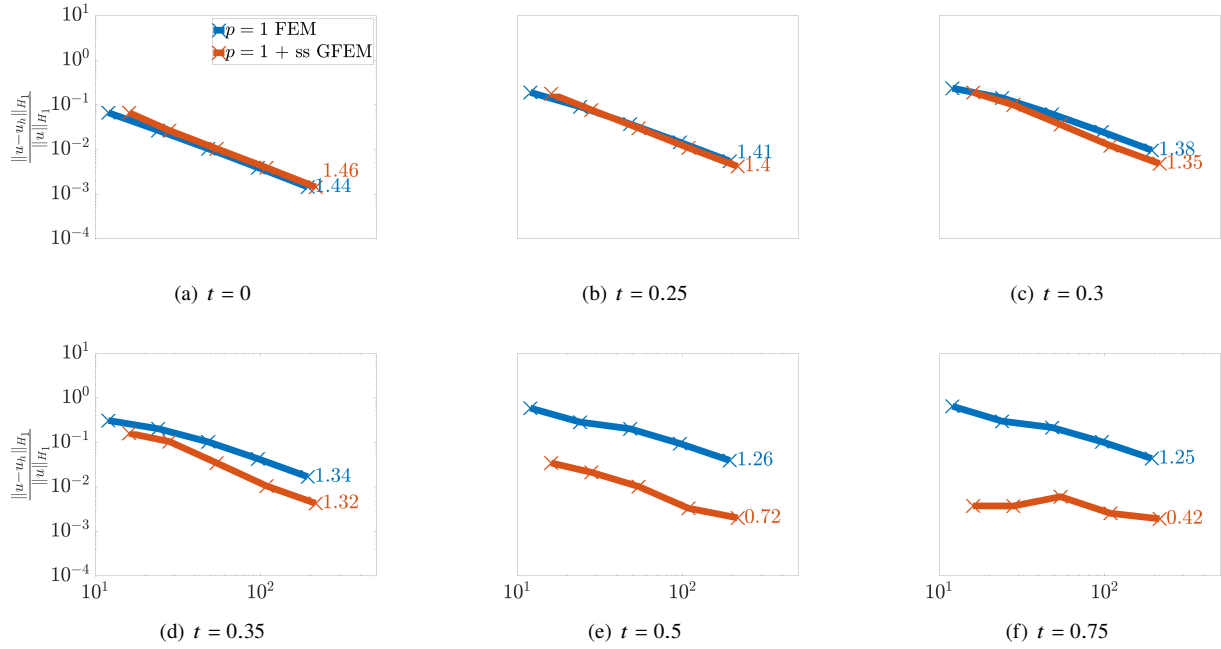 10^1
10^0
10^-1
10^-2
10^-3
10^-4
||u−u_h||_{H_1}
||u||_{H_1}
p = 1 FEM
p = 1 + ss GFEM
1.46
1.44
1.41
1.4
1.38
1.35
(a) t = 0
(b) t = 0.25
(c) t = 0.3
10^1
10^0
10^-1
10^-2
10^-3
10^-4
||u−u_h||_{H_1}
||u||_{H_1}
1.34
1.32
1.26
0.72
1.25
0.42
10^1 10^2
10^1 10^2
10^1 10^2
(d) t = 0.35
(e) t = 0.5
(f) t = 0.75